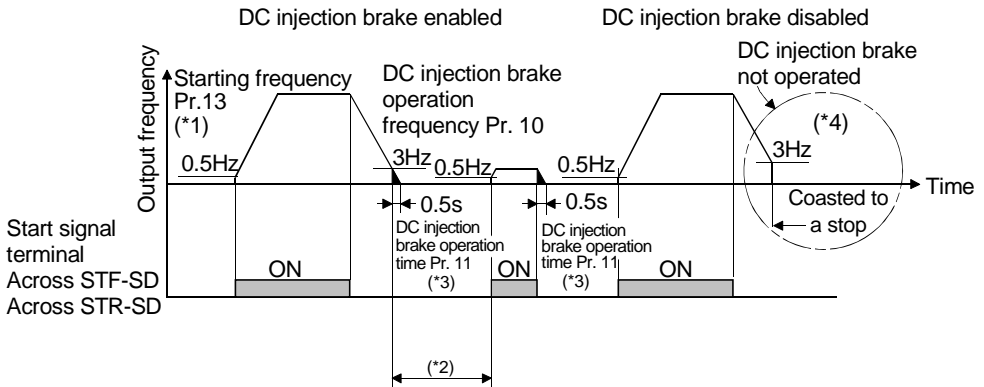 DC injection brake enabled
DC injection brake disabled
Output frequency
Starting frequency
Pr.13
(*1)
DC injection brake
operation
frequency Pr. 10
DC injection brake
not operated
(*4)
0.5Hz
3Hz
0.5Hz
0.5Hz
3Hz
Time
0.5s
0.5s
Coasted to
a stop
DC injection
brake operation
time Pr. 11
(*3)
DC injection
brake operation
time Pr. 11
(*3)
Start signal
terminal
Across STF-SD
Across STR-SD
ON
ON
ON
(*2)